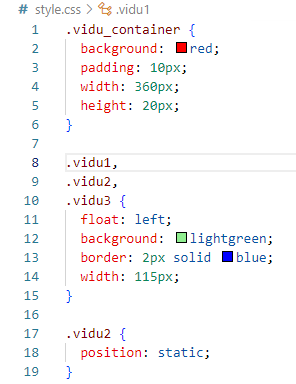 # style.css > .vidu1
1 .vidu_container {
2   background: red;
3   padding: 10px;
4   width: 360px;
5   height: 20px;
6 }
7
8 .vidu1,
9 .vidu2,
10 .vidu3 {
11   float: left;
12   background: lightgreen;
13   border: 2px solid blue;
14   width: 115px;
15 }
16
17 .vidu2 {
18   position: static;
19 }